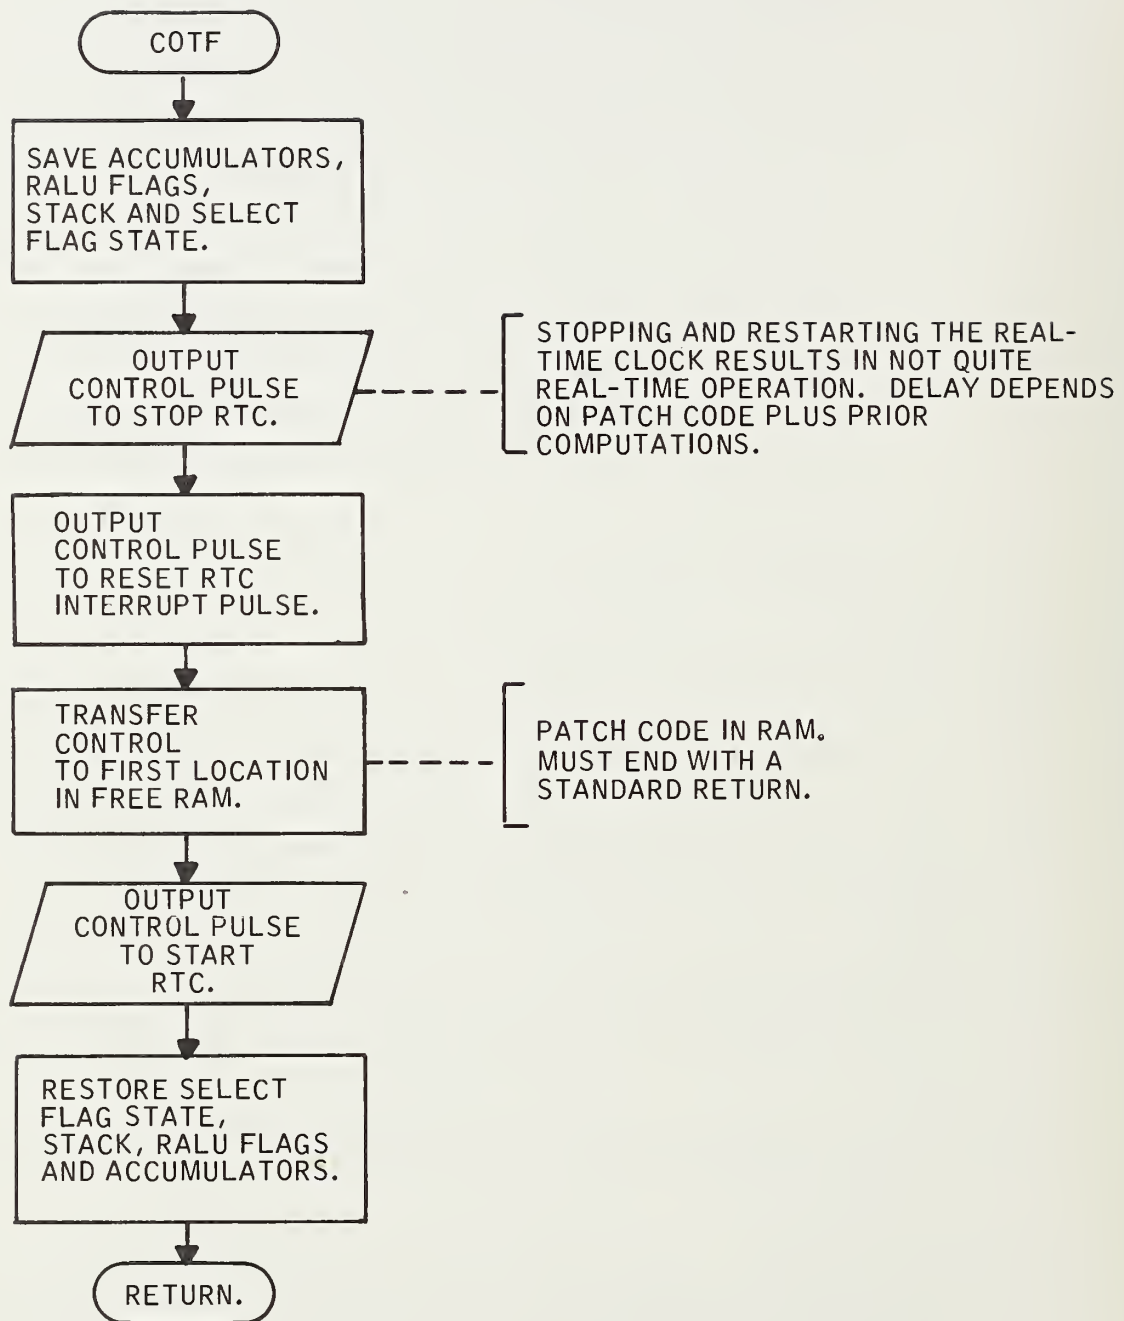 COTF
SAVE ACCUMULATORS,
RALU FLAGS,
STACK AND SELECT
FLAG STATE.
OUTPUT
CONTROL PULSE
TO STOP RTC.
STOPPING AND RESTARTING THE REAL-
TIME CLOCK RESULTS IN NOT QUITE
REAL-TIME OPERATION. DELAY DEPENDS
ON PATCH CODE PLUS PRIOR
COMPUTATIONS.
OUTPUT
CONTROL PULSE
TO RESET RTC
INTERRUPT PULSE.
TRANSFER
CONTROL
TO FIRST LOCATION
IN FREE RAM.
PATCH CODE IN RAM.
MUST END WITH A
STANDARD RETURN.
OUTPUT
CONTROL PULSE
TO START
RTC.
RESTORE SELECT
FLAG STATE,
STACK, RALU FLAGS
AND ACCUMULATORS.
RETURN.